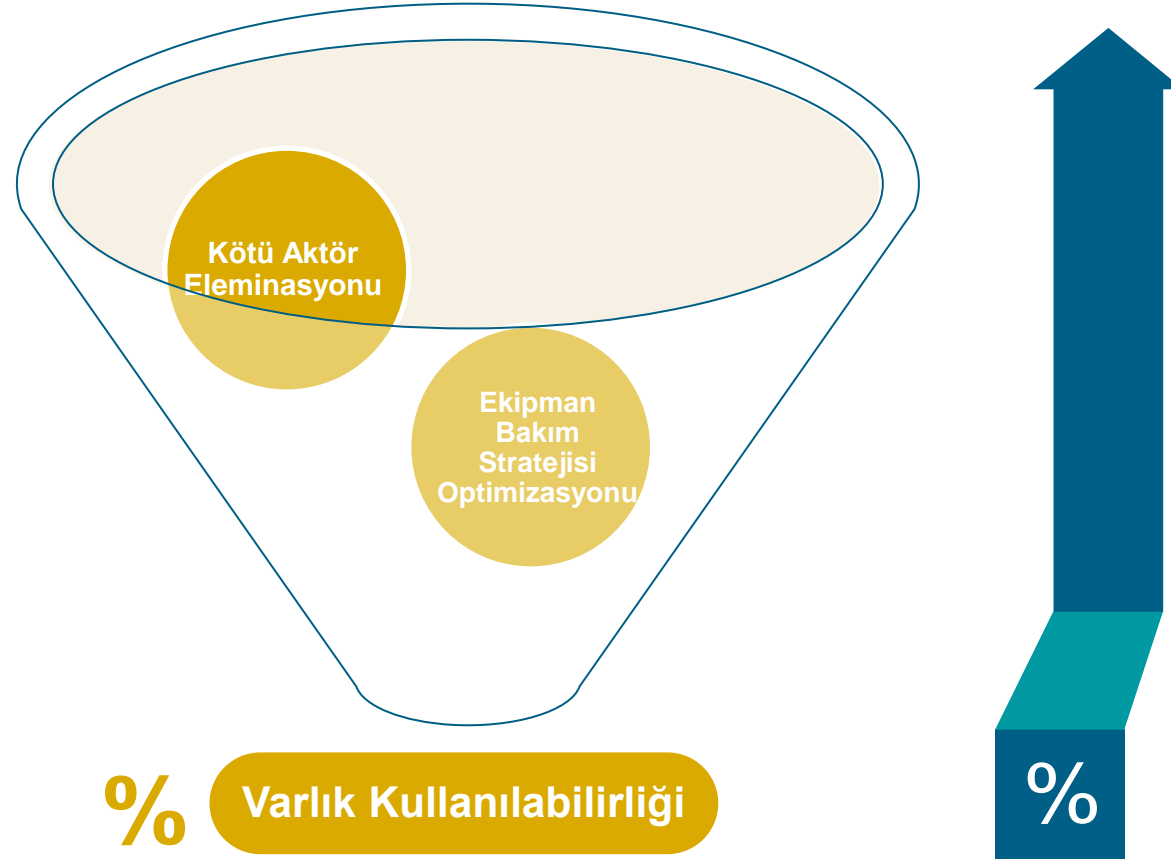 Kötü Aktör
Eleminasyonu
Ekipman
Bakım
Stratejisi
Optimizasyonu
% Varlık Kullanılabilirliği
%